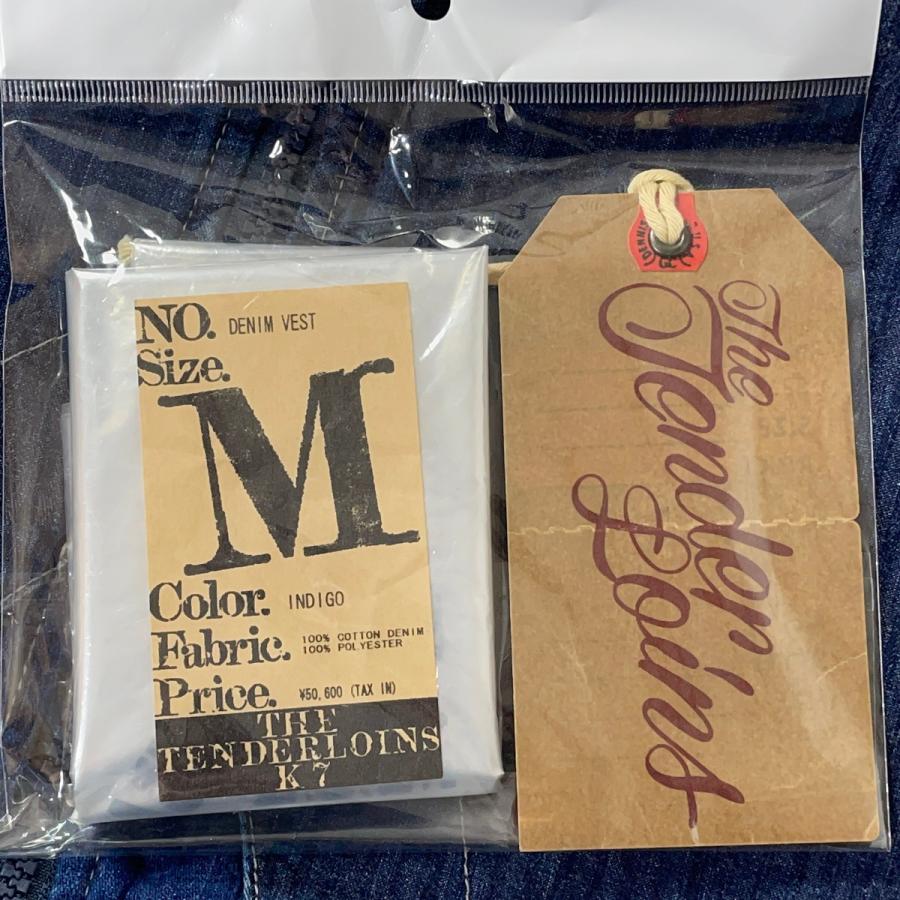 NO. DENIM VEST
Size.
M
Color. INDIGO
Fabric. 100% COTTON DENIM
100% POLYESTER
Price. ¥50,600 (TAX IN)
THE
TENDERLOINS
K7
The
Tender
Loins